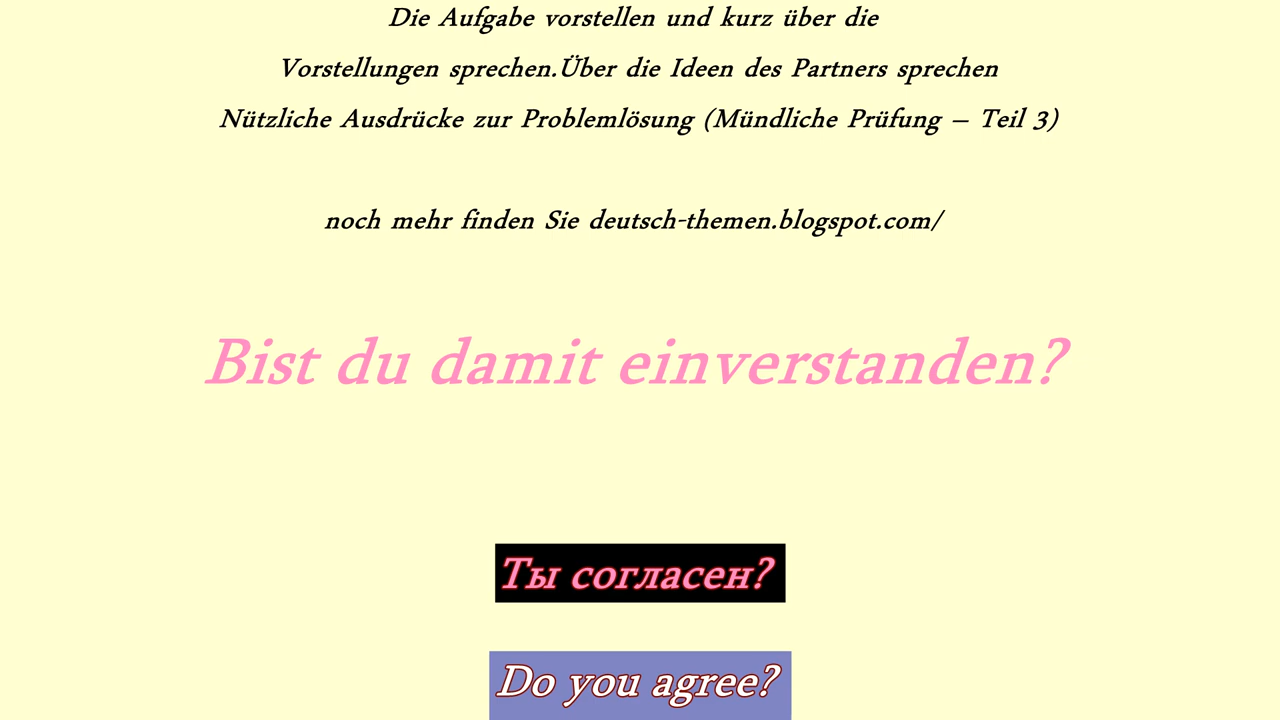 Die Aufgabe vorstellen und kurz über die
Vorstellungen sprechen.Über die Ideen des Partners sprechen
Nützliche Ausdrücke zur Problemlösung (Mündliche Prüfung – Teil 3)
noch mehr finden Sie deutsch-themen.blogspot.com/
Bist du damit einverstanden?
Ты согласен?
Do you agree?